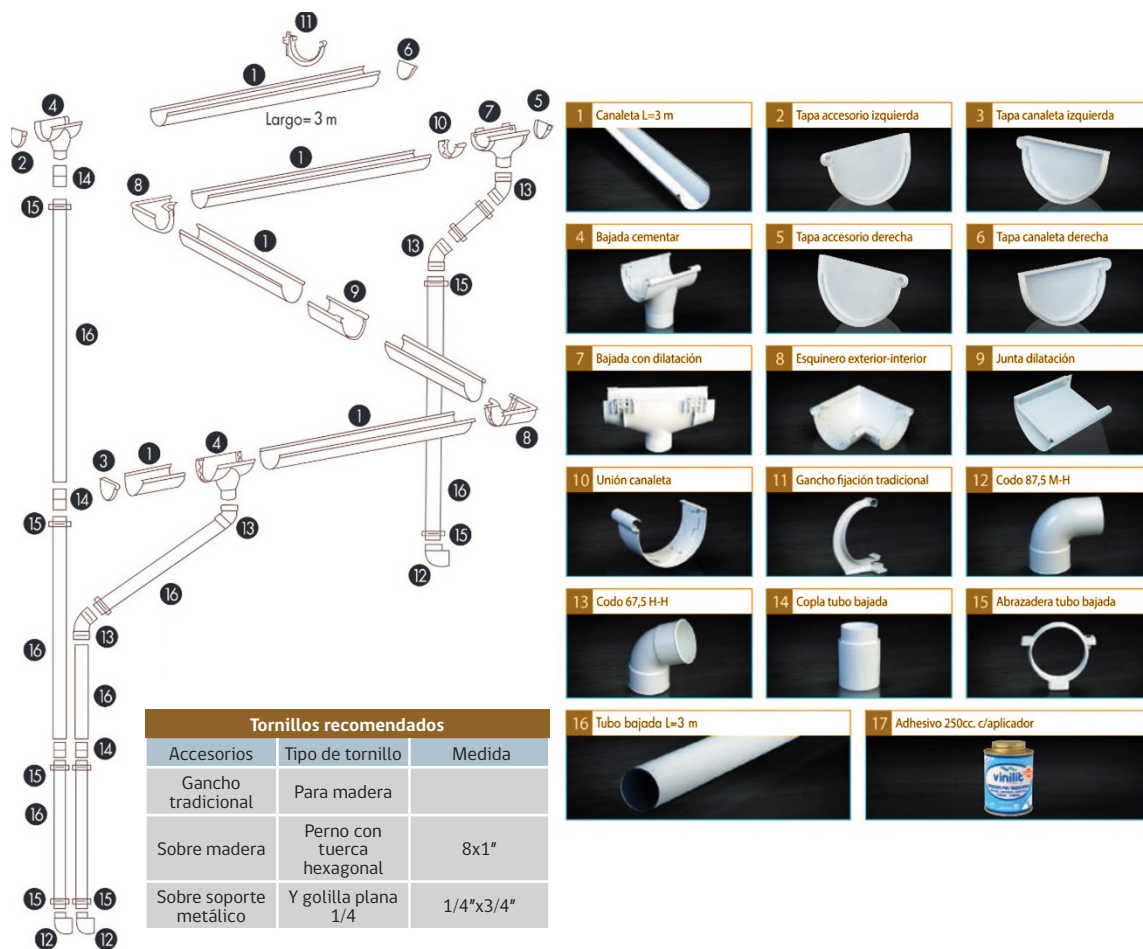 11
6
1
4
Largo= 3 m
7
5
10
2
1
14
8
13
15
1
13
15
9
16
1
4
8
3
1
14
16
15
13
15
12
16
13
16
16
14
15
16
15
15
12
12
Tornillos recomendados
Accesorios
Tipo de tornillo
Medida
Gancho
tradicional
Para madera
Sobre madera
Perno con
tuerca
hexagonal
8x1"
Sobre soporte
metálico
Y golilla plana
1/4
1/4"x3/4"
1 Canaleta L=3 m
2 Tapa accesorio izquierda
3 Tapa canaleta izquierda
4 Bajada cementar
5 Tapa accesorio derecha
6 Tapa canaleta derecha
7 Bajada con dilatación
8 Esquinero exterior-interior
9 Junta dilatación
10 Unión canaleta
11 Gancho fijación tradicional
12 Codo 87,5 M-H
13 Codo 67,5 H-H
14 Copla tubo bajada
15 Abrazadera tubo bajada
16 Tubo bajada L=3 m
17 Adhesivo 250cc. c/aplicador
vinilit